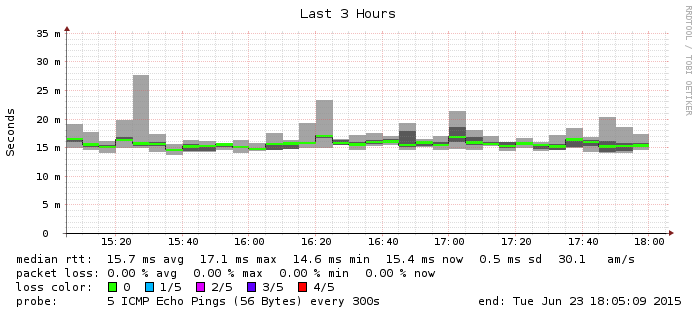 Last 3 Hours
RRDTOOL / TOBI OETIKER
Seconds
35 m
30 m
25 m
20 m
15 m
10 m
5 m
0
15:20 15:40 16:00 16:20 16:40 17:00 17:20 17:40 18:00
median rtt: 15.7 ms avg 17.1 ms max 14.6 ms min 15.4 ms now 0.5 ms sd 30.1 am/s
packet loss: 0.00 % avg 0.00 % max 0.00 % min 0.00 % now
loss color: 0 1/5 2/5 3/5 4/5
probe: 5 ICMP Echo Pings (56 Bytes) every 300s end: Tue Jun 23 18:05:09 2015